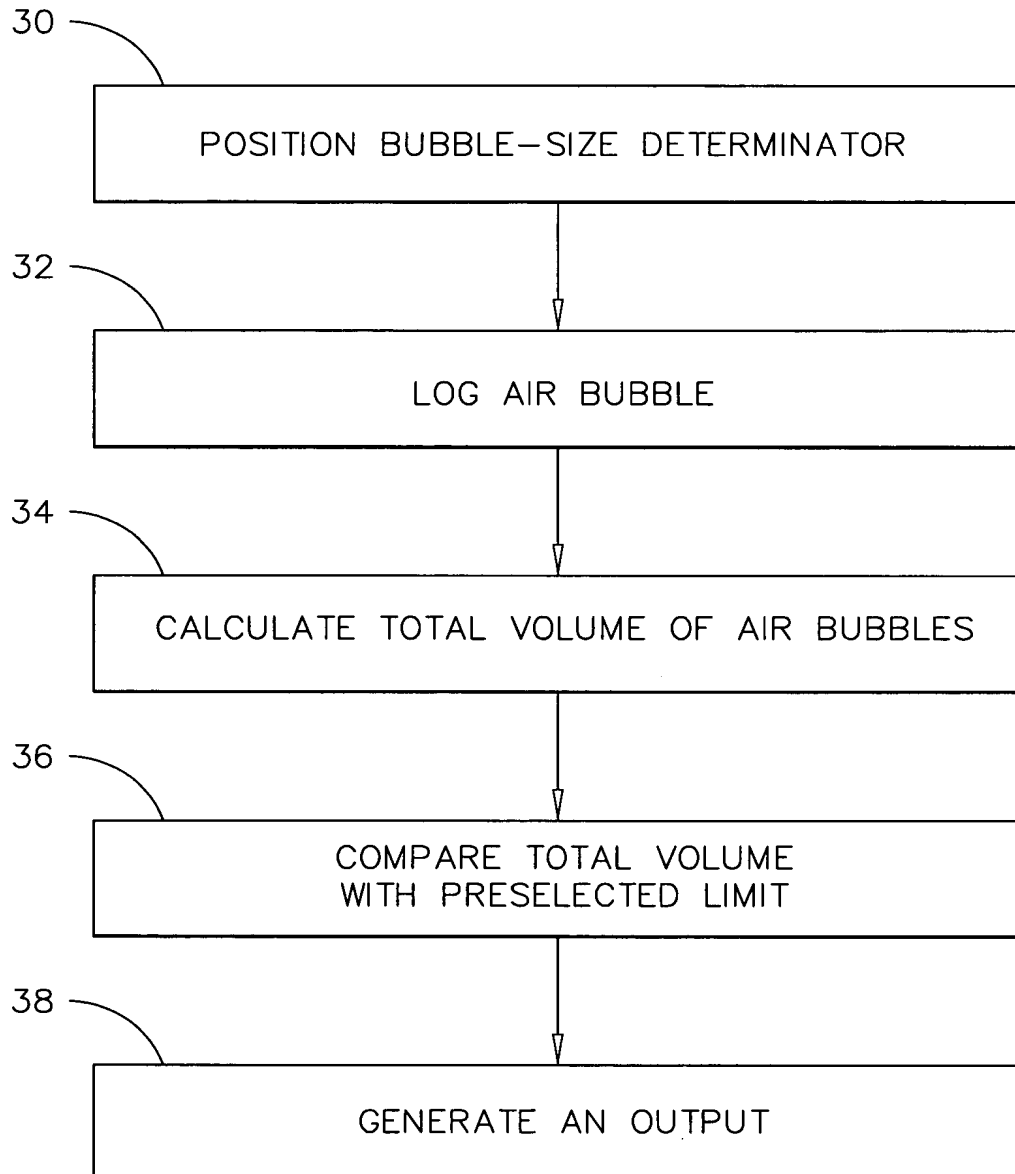 30
POSITION BUBBLE-SIZE DETERMINATOR
32
LOG AIR BUBBLE
34
CALCULATE TOTAL VOLUME OF AIR BUBBLES
36
COMPARE TOTAL VOLUME
WITH PRESELECTED LIMIT
38
GENERATE AN OUTPUT